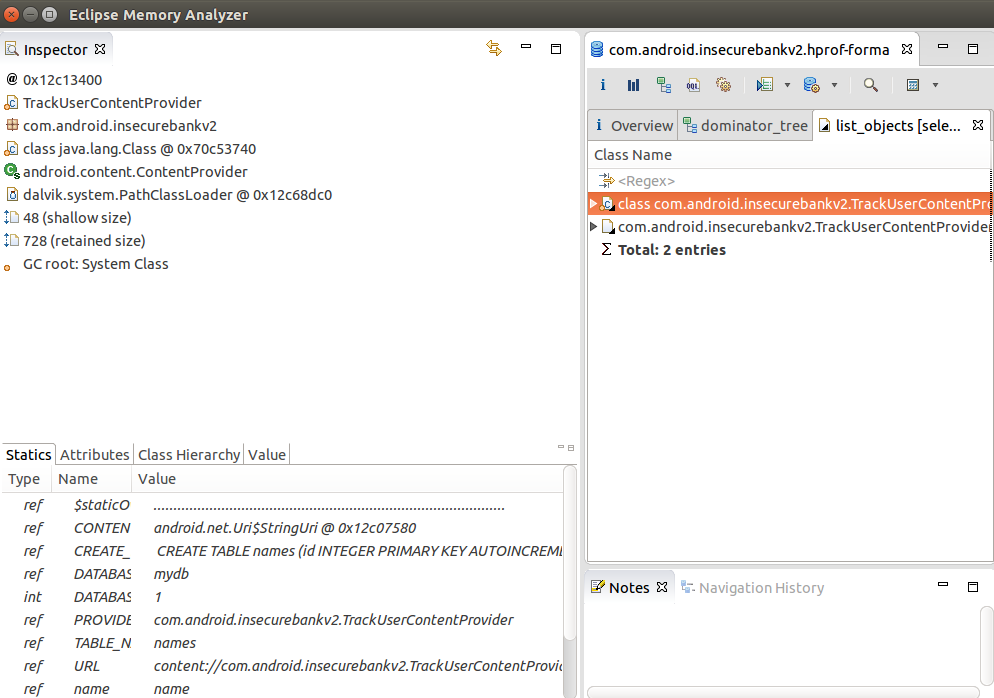 Eclipse Memory Analyzer
Inspector
0x12c13400
TrackUserContentProvider
com.android.insecurebankv2
class java.lang.Class @ 0x70c53740
android.content.ContentProvider
dalvik.system.PathClassLoader @ 0x12c68dc0
48 (shallow size)
728 (retained size)
GC root: System Class
Statics Attributes Class Hierarchy Value
Type Name Value
ref $staticO ........................................................................................
ref CONTEN android.net.Uri$StringUri @ 0x12c07580
ref CREATE_ CREATE TABLE names (id INTEGER PRIMARY KEY AUTOINCREME
ref DATABAS mydb
int DATABAS 1
ref PROVIDE com.android.insecurebankv2.TrackUserContentProvider
ref TABLE_N names
ref URL content://com.android.insecurebankv2.TrackUserContentProvi
ref name name
com.android.insecurebankv2.hprof-forma
i OQL
i Overview dominator_tree list_objects [sele...
Class Name
<Regex>
class com.android.insecurebankv2.TrackUserContentPr
com.android.insecurebankv2.TrackUserContentProvide
Σ Total: 2 entries
Notes Navigation History